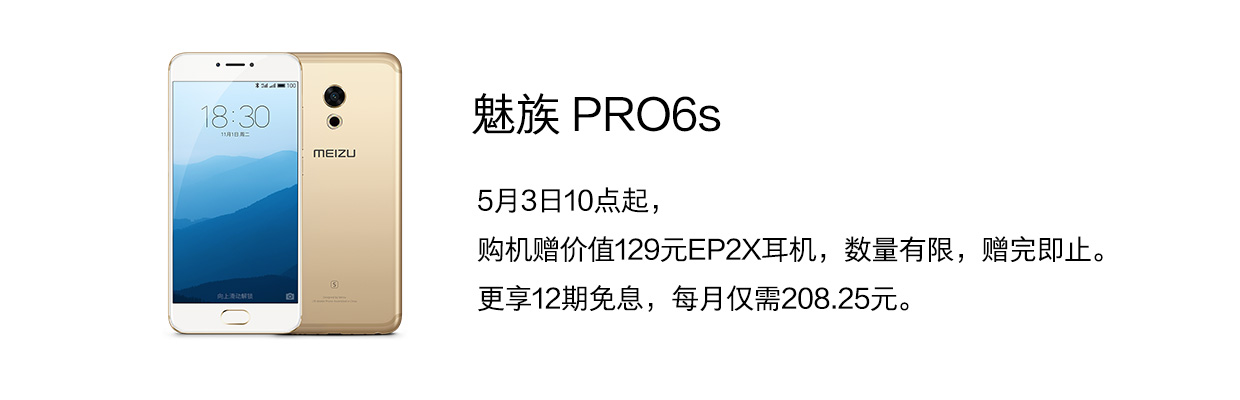 100
18:30
11月1日 周二
向上滑动解锁
MEIZU
S
魅族 PRO6s
5月3日10点起，
购机赠价值129元EP2X耳机，数量有限，赠完即止。
更享12期免息，每月仅需208.25元。